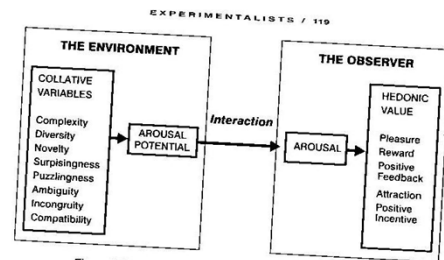 EXPERIMENTALISTS / 119
THE ENVIRONMENT
COLLATIVE
VARIABLES
Complexity
Diversity
Novelty
Surpisingness
Puzzlingness
Ambiguity
Incongruity
Compatibility
AROUSAL
POTENTIAL
Interaction
THE OBSERVER
AROUSAL
HEDONIC
VALUE
Pleasure
Reward
Positive
Feedback
Attraction
Positive
Incentive